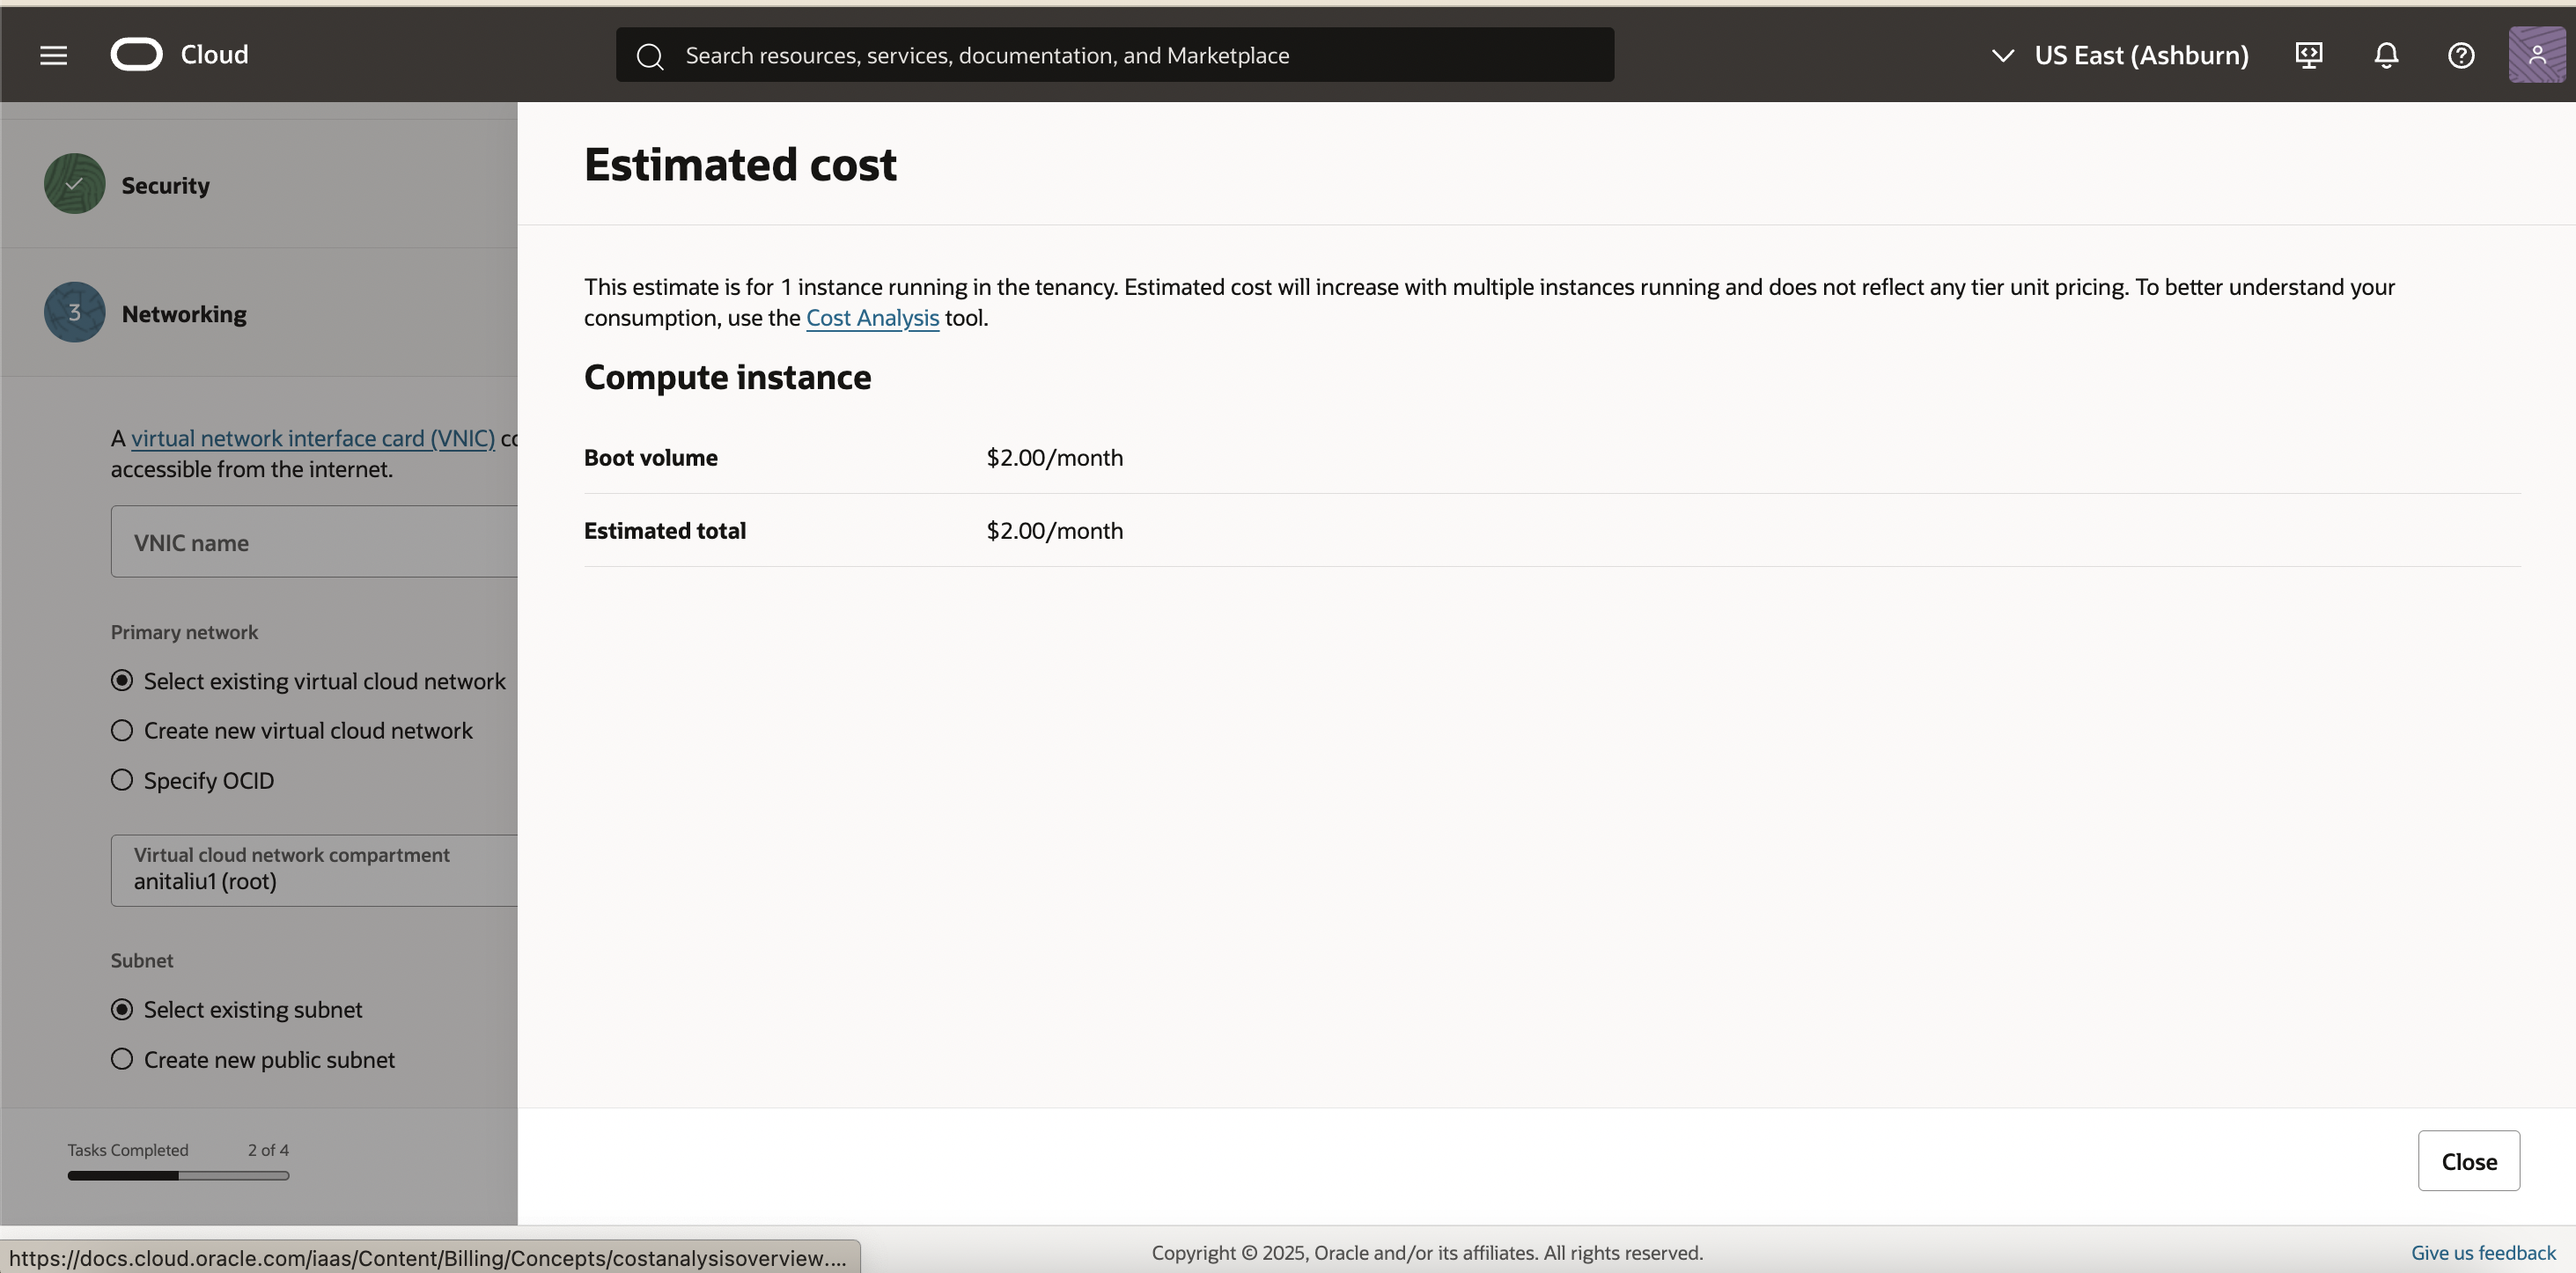 Cloud
Search resources, services, documentation, and Marketplace
US East (Ashburn)
Security
3
Networking
A virtual network interface card (VNIC)
accessible from the internet.
VNIC name
Primary network
Select existing virtual cloud network
Create new virtual cloud network
Specify OCID
Virtual cloud network compartment
anitaliu1 (root)
Subnet
Select existing subnet
Create new public subnet
Tasks Completed 2 of 4
Estimated cost
This estimate is for 1 instance running in the tenancy. Estimated cost will increase with multiple instances running and does not reflect any tier unit pricing. To better understand your
consumption, use the Cost Analysis tool.
Compute instance
Boot volume $2.00/month
Estimated total $2.00/month
Close
https://docs.cloud.oracle.com/iaas/Content/Billing/Concepts/costanalysisoverview....
Copyright © 2025, Oracle and/or its affiliates. All rights reserved.
Give us feedback